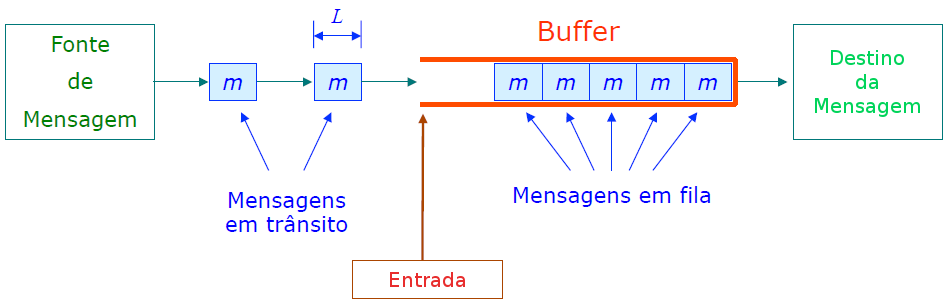 Fonte
de
Mensagem
L
m
m
Buffer
m m m m m
Destino
da
Mensagem
Mensagens
em trânsito
Mensagens em fila
Entrada